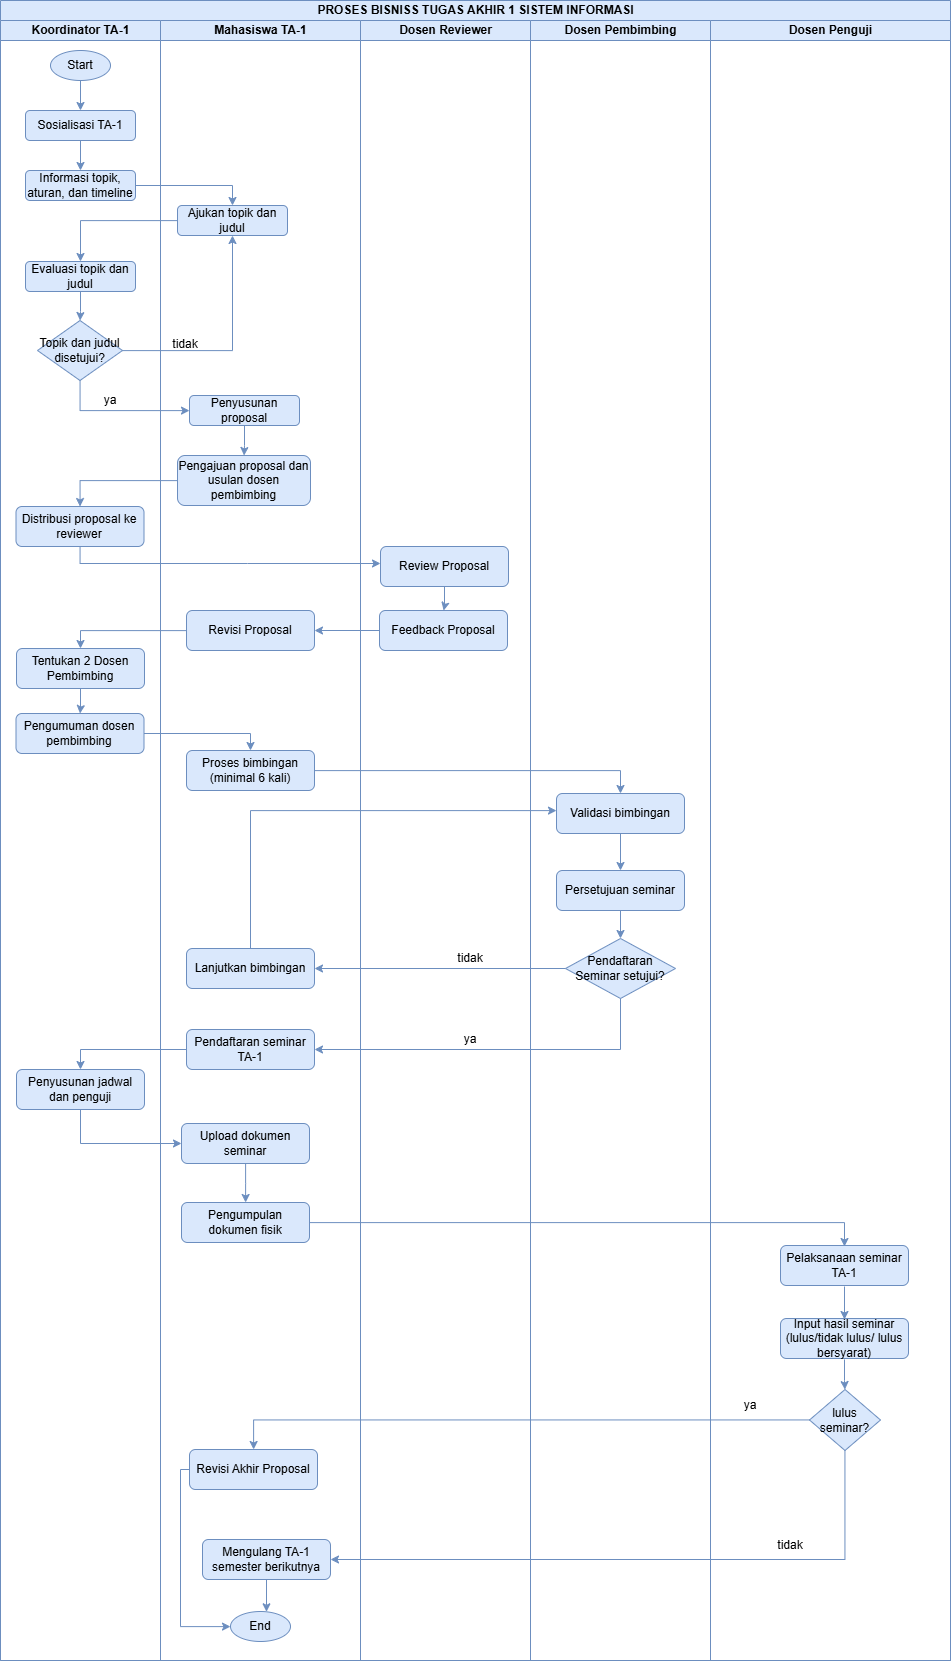 PROSES BISNISS TUGAS AKHIR 1 SISTEM INFORMASI
Koordinator TA-1
Mahasiswa TA-1
Dosen Reviewer
Dosen Pembimbing
Dosen Penguji
Start
Sosialisasi TA-1
Informasi topik,
aturan, dan timeline
Ajukan topik dan
judul
Evaluasi topik dan
judul
Topik dan judul
disetujui?
tidak
ya
Penyusunan
proposal
Pengajuan proposal dan
usulan dosen
pembimbing
Distribusi proposal ke
reviewer
Review Proposal
Feedback Proposal
Revisi Proposal
Tentukan 2 Dosen
Pembimbing
Pengumuman dosen
pembimbing
Proses bimbingan
(minimal 6 kali)
Validasi bimbingan
Persetujuan seminar
Pendaftaran
Seminar setujui?
tidak
Lanjutkan bimbingan
ya
Pendaftaran seminar
TA-1
Penyusunan jadwal
dan penguji
Upload dokumen
seminar
Pengumpulan
dokumen fisik
Pelaksanaan seminar
TA-1
Input hasil seminar
(lulus/tidak lulus/ lulus
bersyarat)
lulus
seminar?
ya
Revisi Akhir Proposal
tidak
Mengulang TA-1
semester berikutnya
End